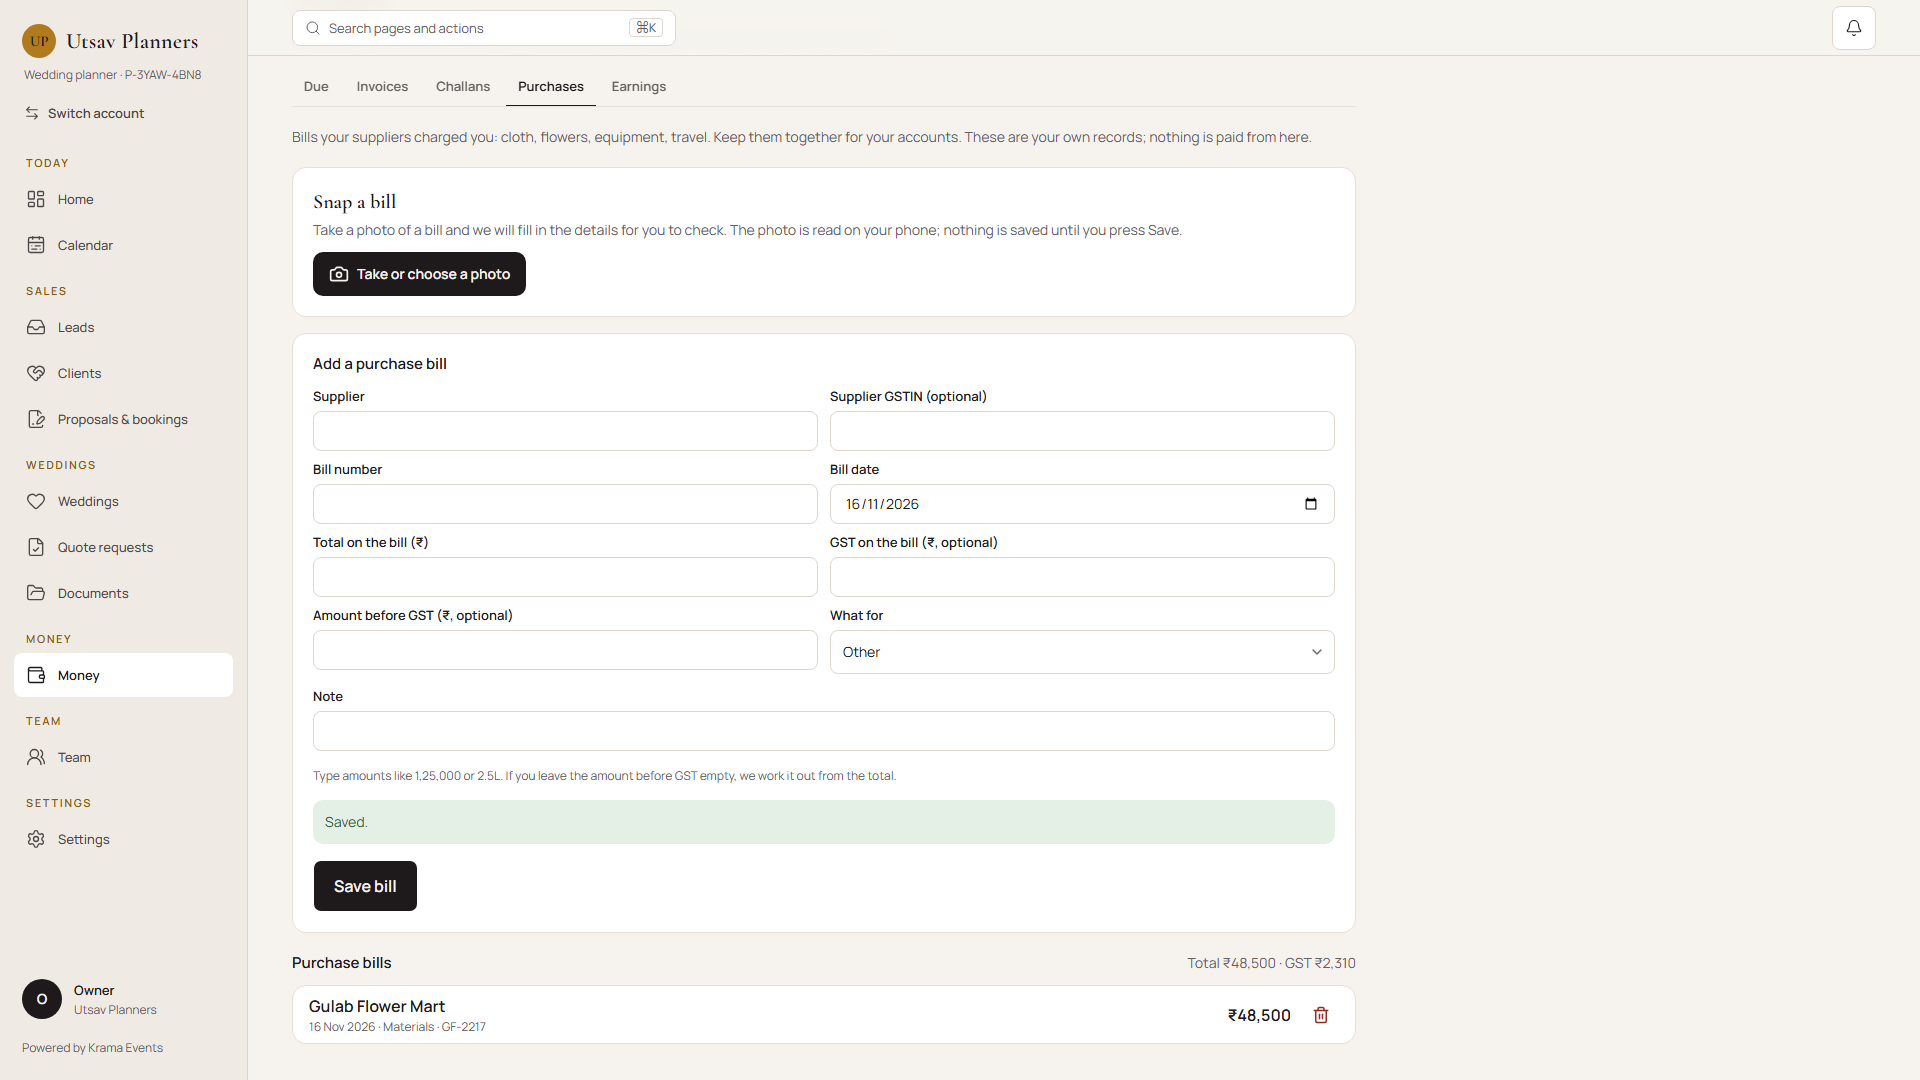 UP Utsav Planners
Wedding planner · P-3YAW-4BN8
Switch account
TODAY
Home
Calendar
SALES
Leads
Clients
Proposals & bookings
WEDDINGS
Weddings
Quote requests
Documents
MONEY
Money
TEAM
Team
SETTINGS
Settings
O Owner
Utsav Planners
Powered by Krama Events
Search pages and actions ⌘K
Due Invoices Challans Purchases Earnings
Bills your suppliers charged you: cloth, flowers, equipment, travel. Keep them together for your accounts. These are your own records; nothing is paid from here.
Snap a bill
Take a photo of a bill and we will fill in the details for you to check. The photo is read on your phone; nothing is saved until you press Save.
Take or choose a photo
Add a purchase bill
Supplier Supplier GSTIN (optional)
Bill number Bill date
16/11/2026
Total on the bill (₹) GST on the bill (₹, optional)
Amount before GST (₹, optional) What for
Other
Note
Type amounts like 1,25,000 or 2.5L. If you leave the amount before GST empty, we work it out from the total.
Saved.
Save bill
Purchase bills Total ₹48,500 · GST ₹2,310
Gulab Flower Mart
16 Nov 2026 · Materials · GF-2217
₹48,500